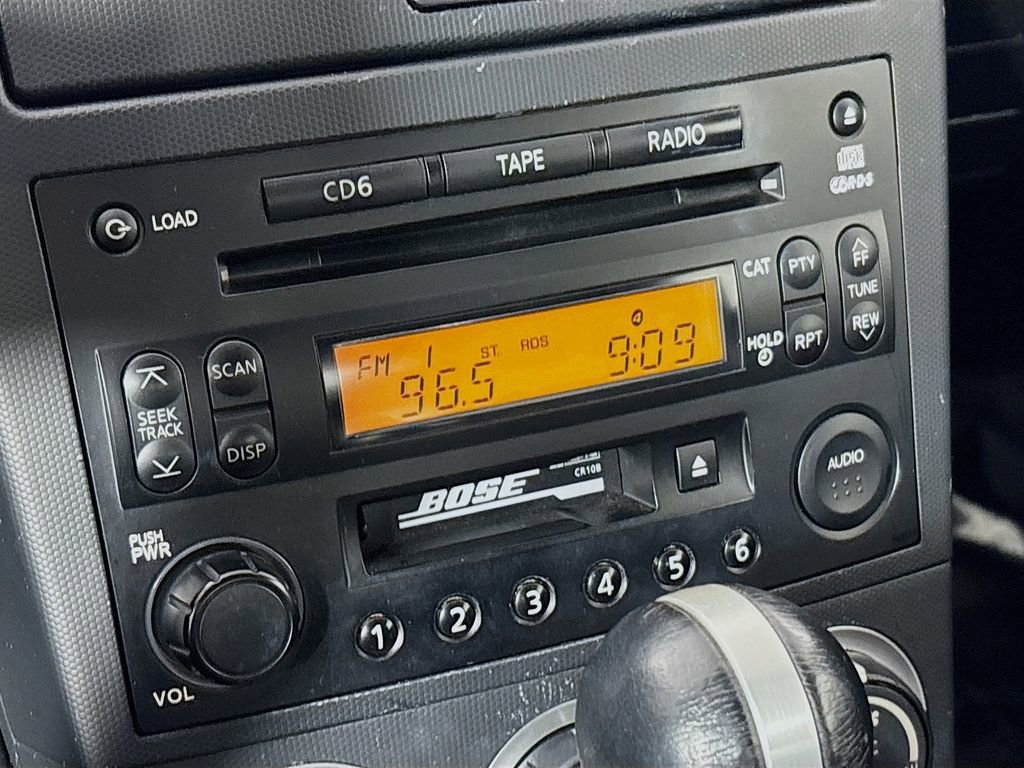 CD6
TAPE
RADIO
LOAD
RDS
SEEK
TRACK
SCAN
DISP
FM 1
ST. RDS
4
96.5
9:09
CAT
PTY
HOLD
RPT
FF
TUNE
REW
BOSE
CR10B
AUDIO
PUSH
PWR
VOL
1
2
3
4
5
6